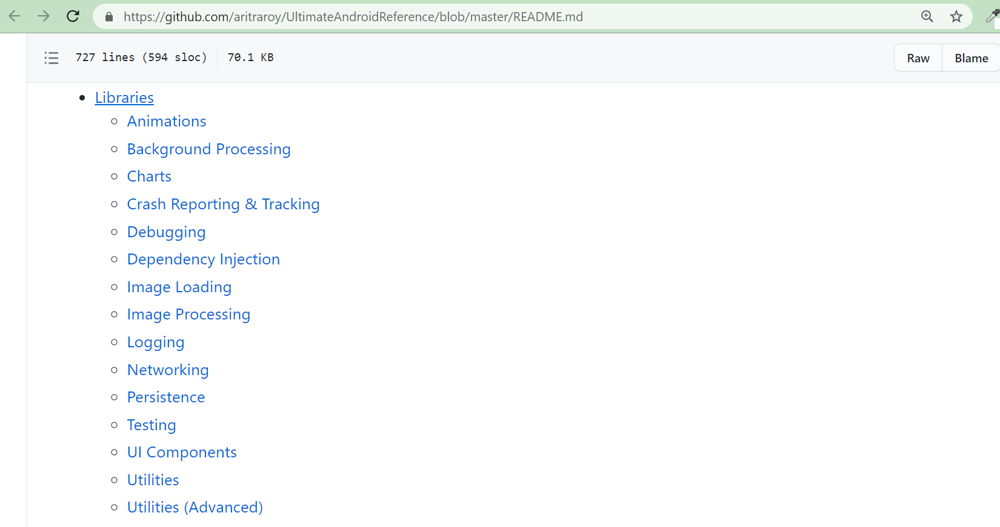 https://github.com/aritraroy/UltimateAndroidReference/blob/master/README.md
727 lines (594 sloc) 70.1 KB
Raw
Blame
Libraries
Animations
Background Processing
Charts
Crash Reporting & Tracking
Debugging
Dependency Injection
Image Loading
Image Processing
Logging
Networking
Persistence
Testing
UI Components
Utilities
Utilities (Advanced)